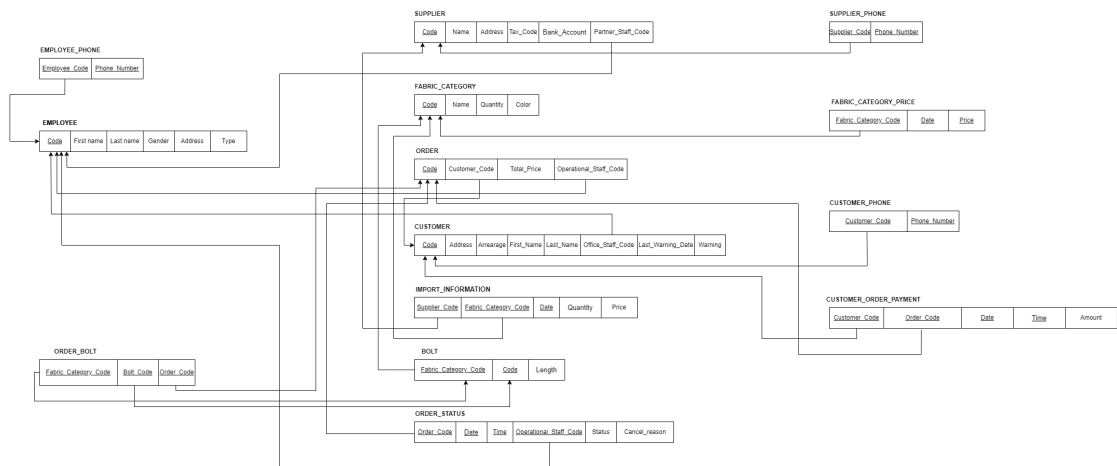 SUPPLIER
Code Name Address Tax_Code Bank_Account Partner_Staff_Code
SUPPLIER_PHONE
Supplier_Code Phone_Number
EMPLOYEE_PHONE
Employee_Code Phone_Number
FABRIC_CATEGORY
Code Name Quantity Color
FABRIC_CATEGORY_PRICE
Fabric_Category_Code Date Price
EMPLOYEE
Code First name Last name Gender Address Type
ORDER
Code Customer_Code Total_Price Operational_Staff_Code
CUSTOMER_PHONE
Customer_Code Phone_Number
CUSTOMER
Code Address Arrearage First_Name Last_Name Office_Staff_Code Last_Warning_Date Warning
IMPORT_INFORMATION
Supplier_Code Fabric_Category_Code Date Quantity Price
CUSTOMER_ORDER_PAYMENT
Customer_Code Order_Code Date Time Amount
ORDER_BOLT
Fabric_Category_Code Bolt_Code Order_Code
BOLT
Fabric_Category_Code Code Length
ORDER_STATUS
Order_Code Date Time Operational_Staff_Code Status Cancel_reason